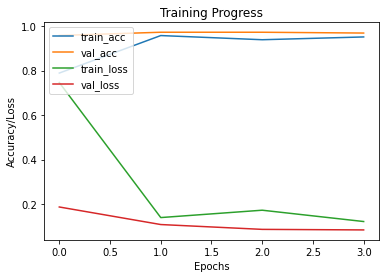 Training Progress
1.0
0.8
0.6
0.4
0.2
Accuracy/Loss
train_acc
val_acc
train_loss
val_loss
0.0 0.5 1.0 1.5 2.0 2.5 3.0
Epochs